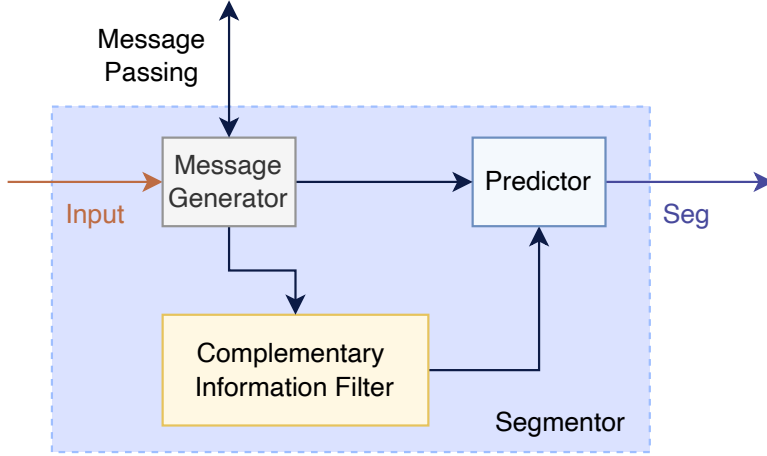 Message
Passing
Message
Generator
Predictor
Input
Seg
Complementary
Information Filter
Segmentor